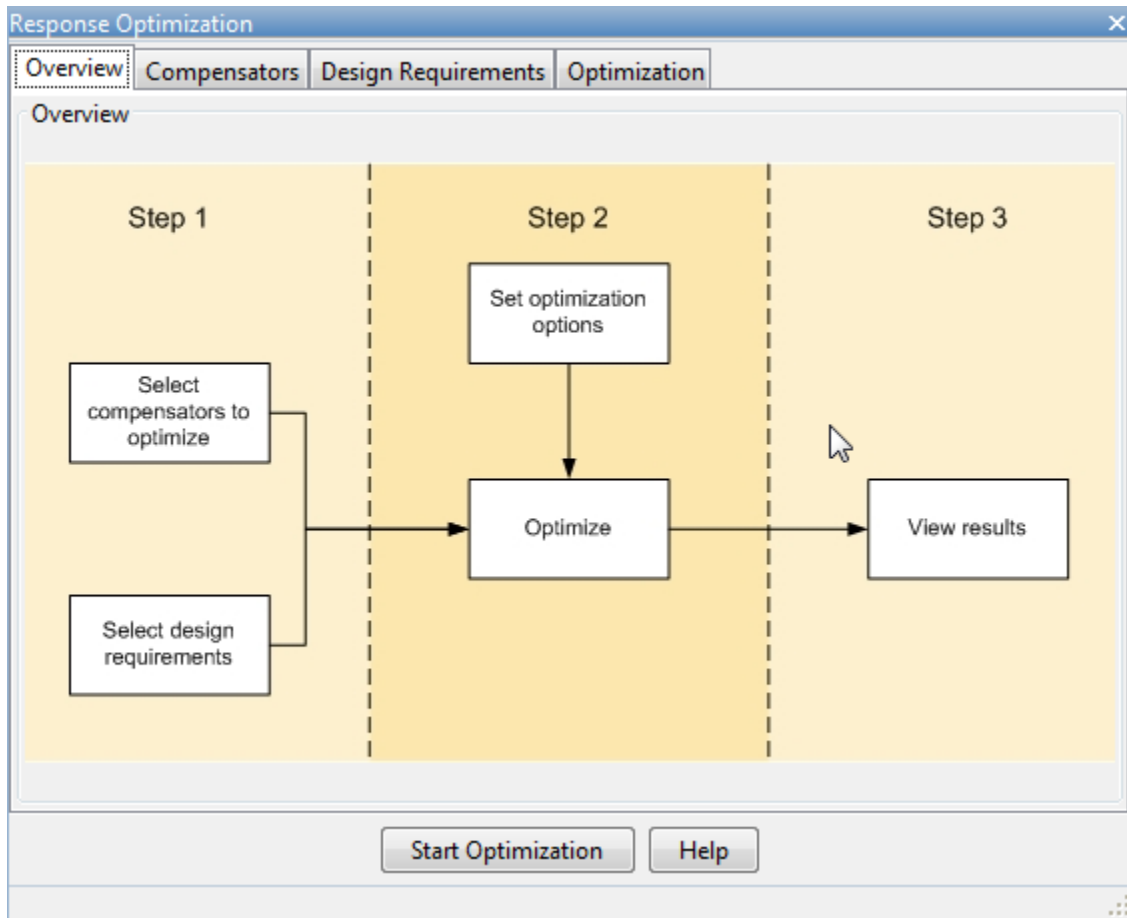 Response Optimization
Overview
Compensators
Design Requirements
Optimization
Overview
Step 1
Step 2
Step 3
Set optimization
options
Select
compensators to
optimize
Optimize
View results
Select design
requirements
Start Optimization
Help